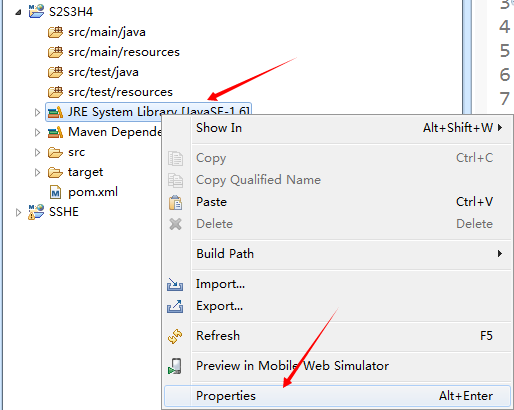 S2S3H4
src/main/java
src/main/resources
src/test/java
src/test/resources
JRE System Library [JavaSE-1.6]
Maven Depende
src
target
pom.xml
SSHE
Show In Alt+Shift+W
Copy Ctrl+C
Copy Qualified Name
Paste Ctrl+V
Delete Delete
Build Path
Import...
Export...
Refresh F5
Preview in Mobile Web Simulator
Properties Alt+Enter
3
4
5
6
7